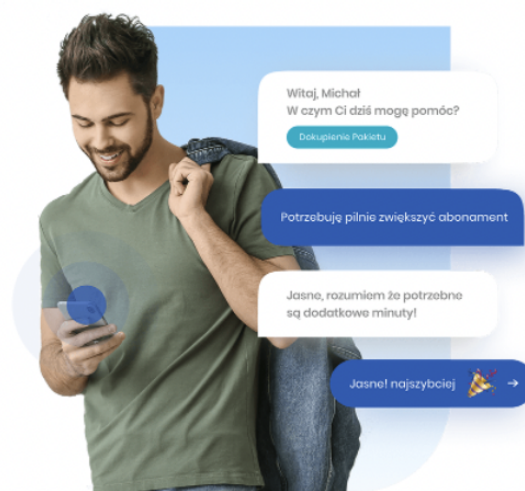 Witaj, Michał
W czym Ci dziś mogę pomóc?
Dokupienie Pakietu
Potrzebuję pilnie zwiększyć abonament
Jasne, rozumiem że potrzebne
są dodatkowe minuty!
Jasne! najszybciej